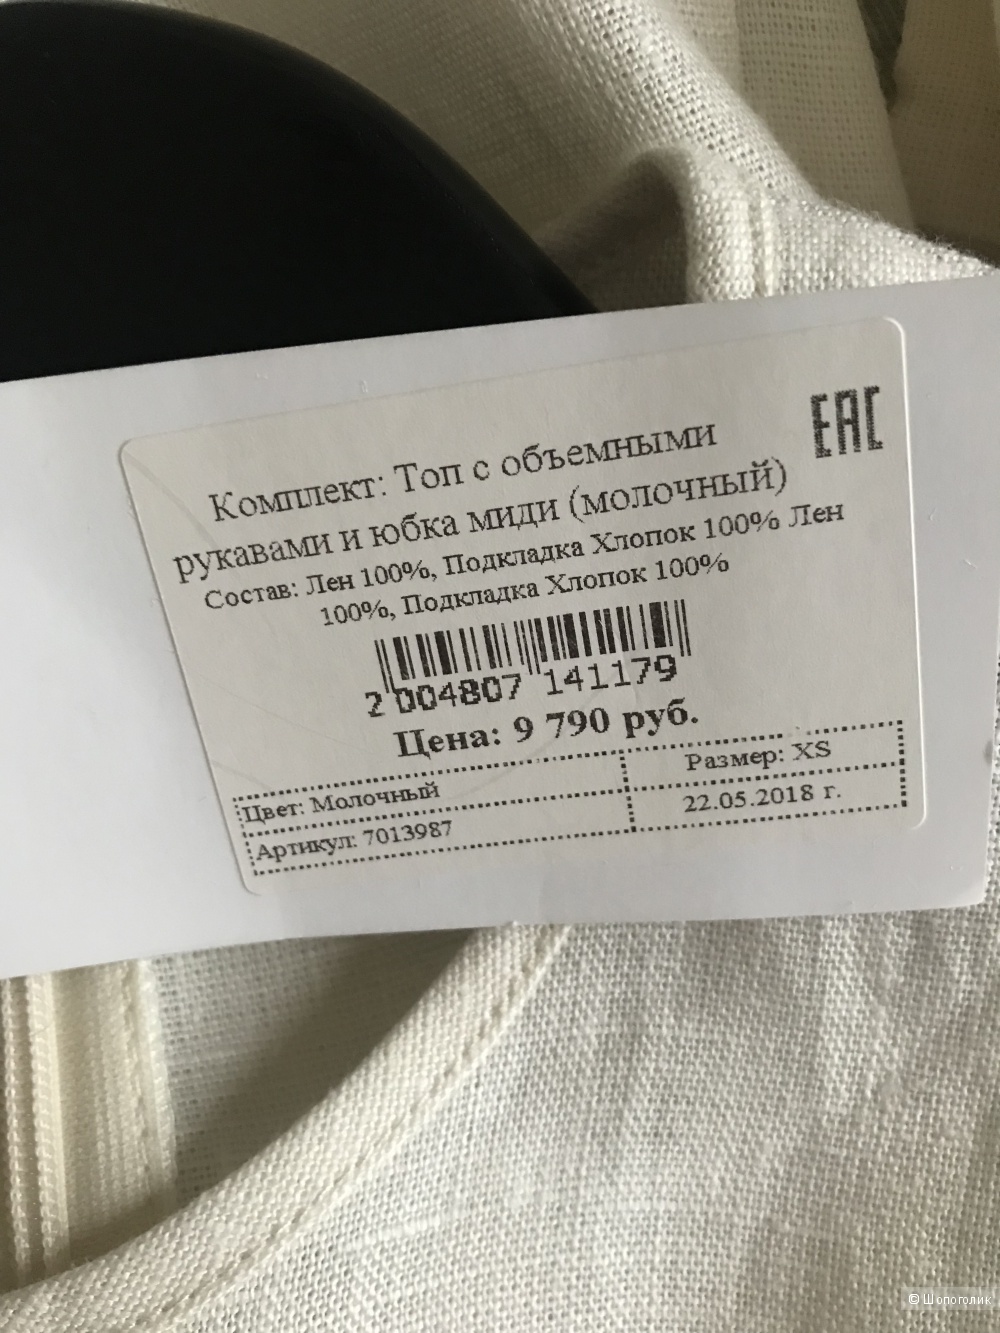 EAC
Комплект: Топ с объемными
рукавами и юбка миди (молочный)
Состав: Лен 100%, Подкладка Хлопок 100% Лен
100%, Подкладка Хлопок 100%
2 004807 141179
Цена: 9 790 руб.
Цвет: Молочный
Размер: XS
Артикул: 7013987
22.05.2018 г.
© Шопоголик